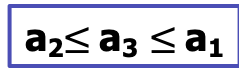 a₂≤ a₃ ≤ a₁